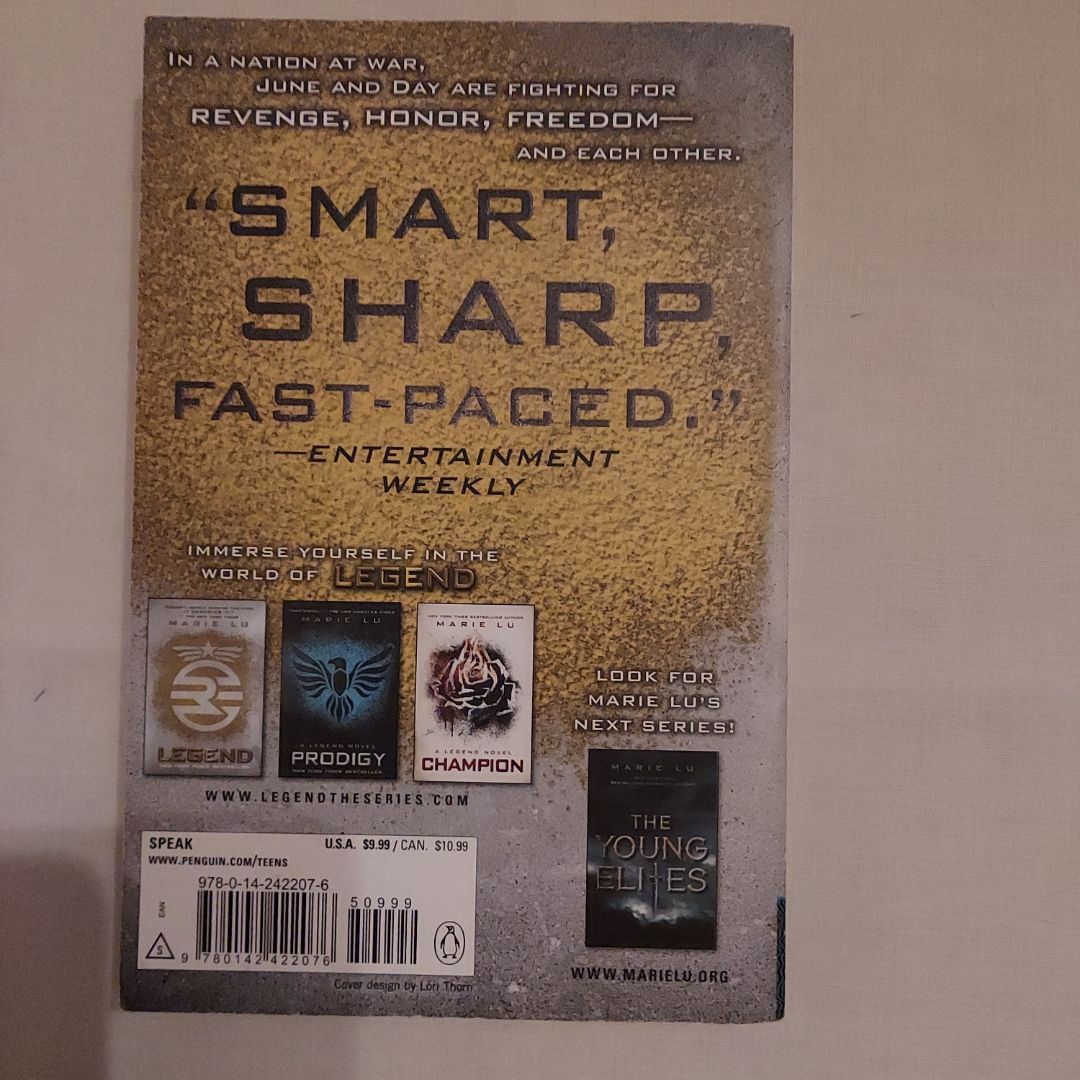 IN A NATION AT WAR,
JUNE AND DAY ARE FIGHTING FOR
REVENGE, HONOR, FREEDOM—
AND EACH OTHER.
“SMART,
SHARP,
FAST-PACED.”
—ENTERTAINMENT
WEEKLY
IMMERSE YOURSELF IN THE
WORLD OF LEGEND
MARIE LU
LEGEND
MARIE LU
A LEGEND NOVEL
PRODIGY
NEW YORK TIMES BESTSELLER
NEW YORK TIMES BESTSELLING AUTHOR
MARIE LU
A LEGEND NOVEL
CHAMPION
WWW.LEGENDTHESERIES.COM
LOOK FOR
MARIE LU'S
NEXT SERIES!
MARIE LU
THE
YOUNG
ELITES
WWW.MARIELU.ORG
SPEAK U.S.A. $9.99 / CAN. $10.99
WWW.PENGUIN.COM/TEENS
978-0-14-242207-6
50999
EAN
S
9 780142 422076
Cover design by Lori Thorn